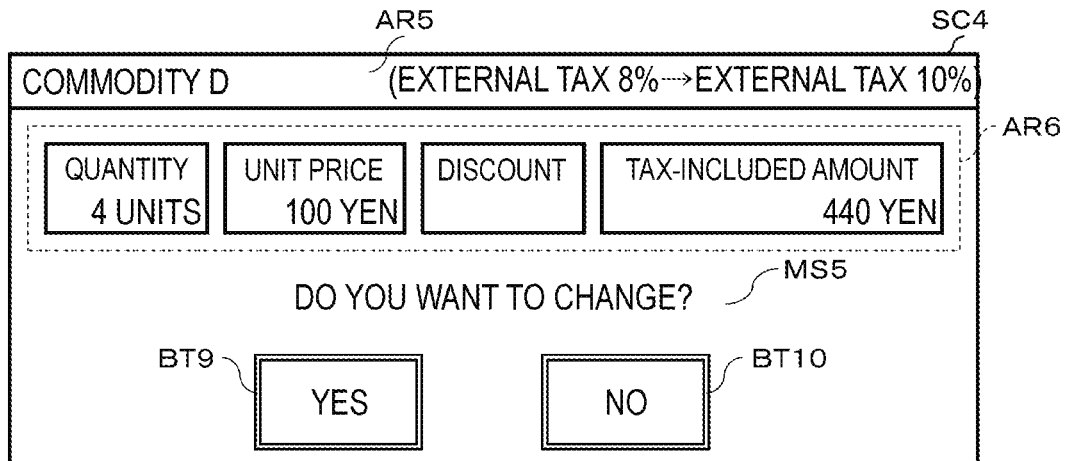 AR5
SC4
COMMODITY D (EXTERNAL TAX 8%→EXTERNAL TAX 10%)
AR6
QUANTITY UNIT PRICE DISCOUNT TAX-INCLUDED AMOUNT
4 UNITS 100 YEN 440 YEN
MS5
DO YOU WANT TO CHANGE?
BT9 BT10
YES NO